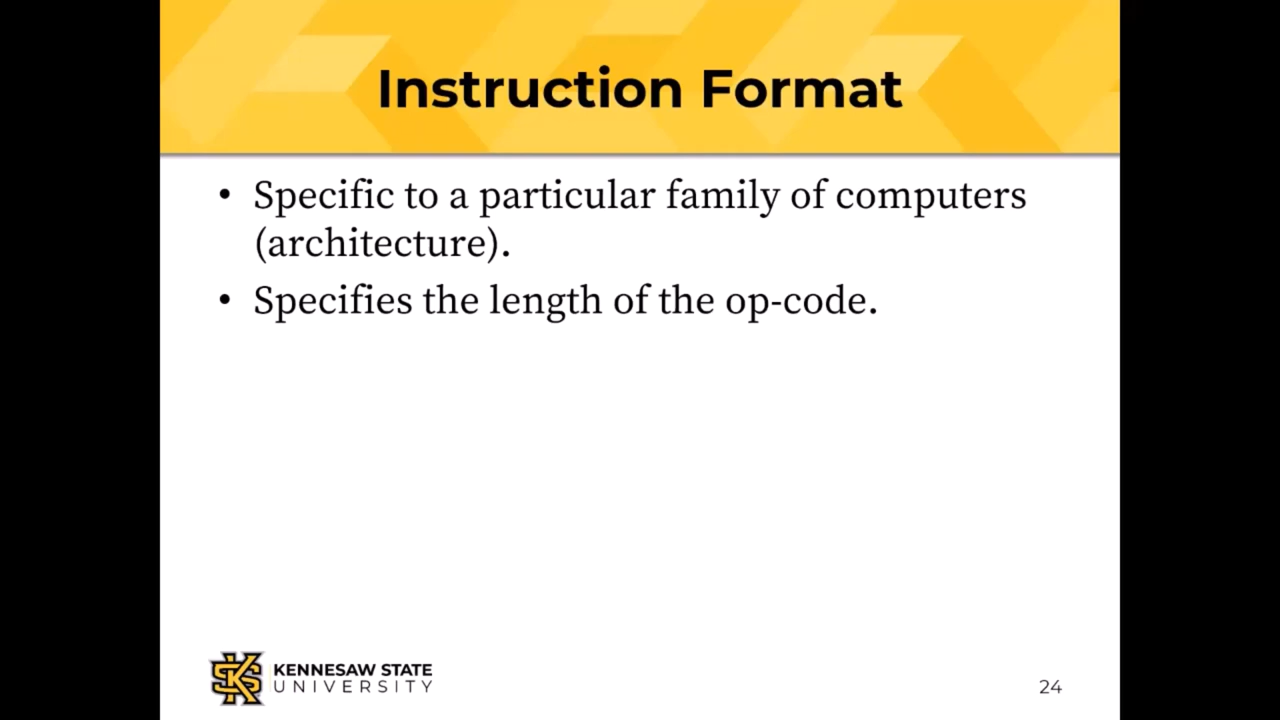 Instruction Format
• Specific to a particular family of computers
(architecture).
• Specifies the length of the op-code.
KENNESAW STATE
UNIVERSITY
24